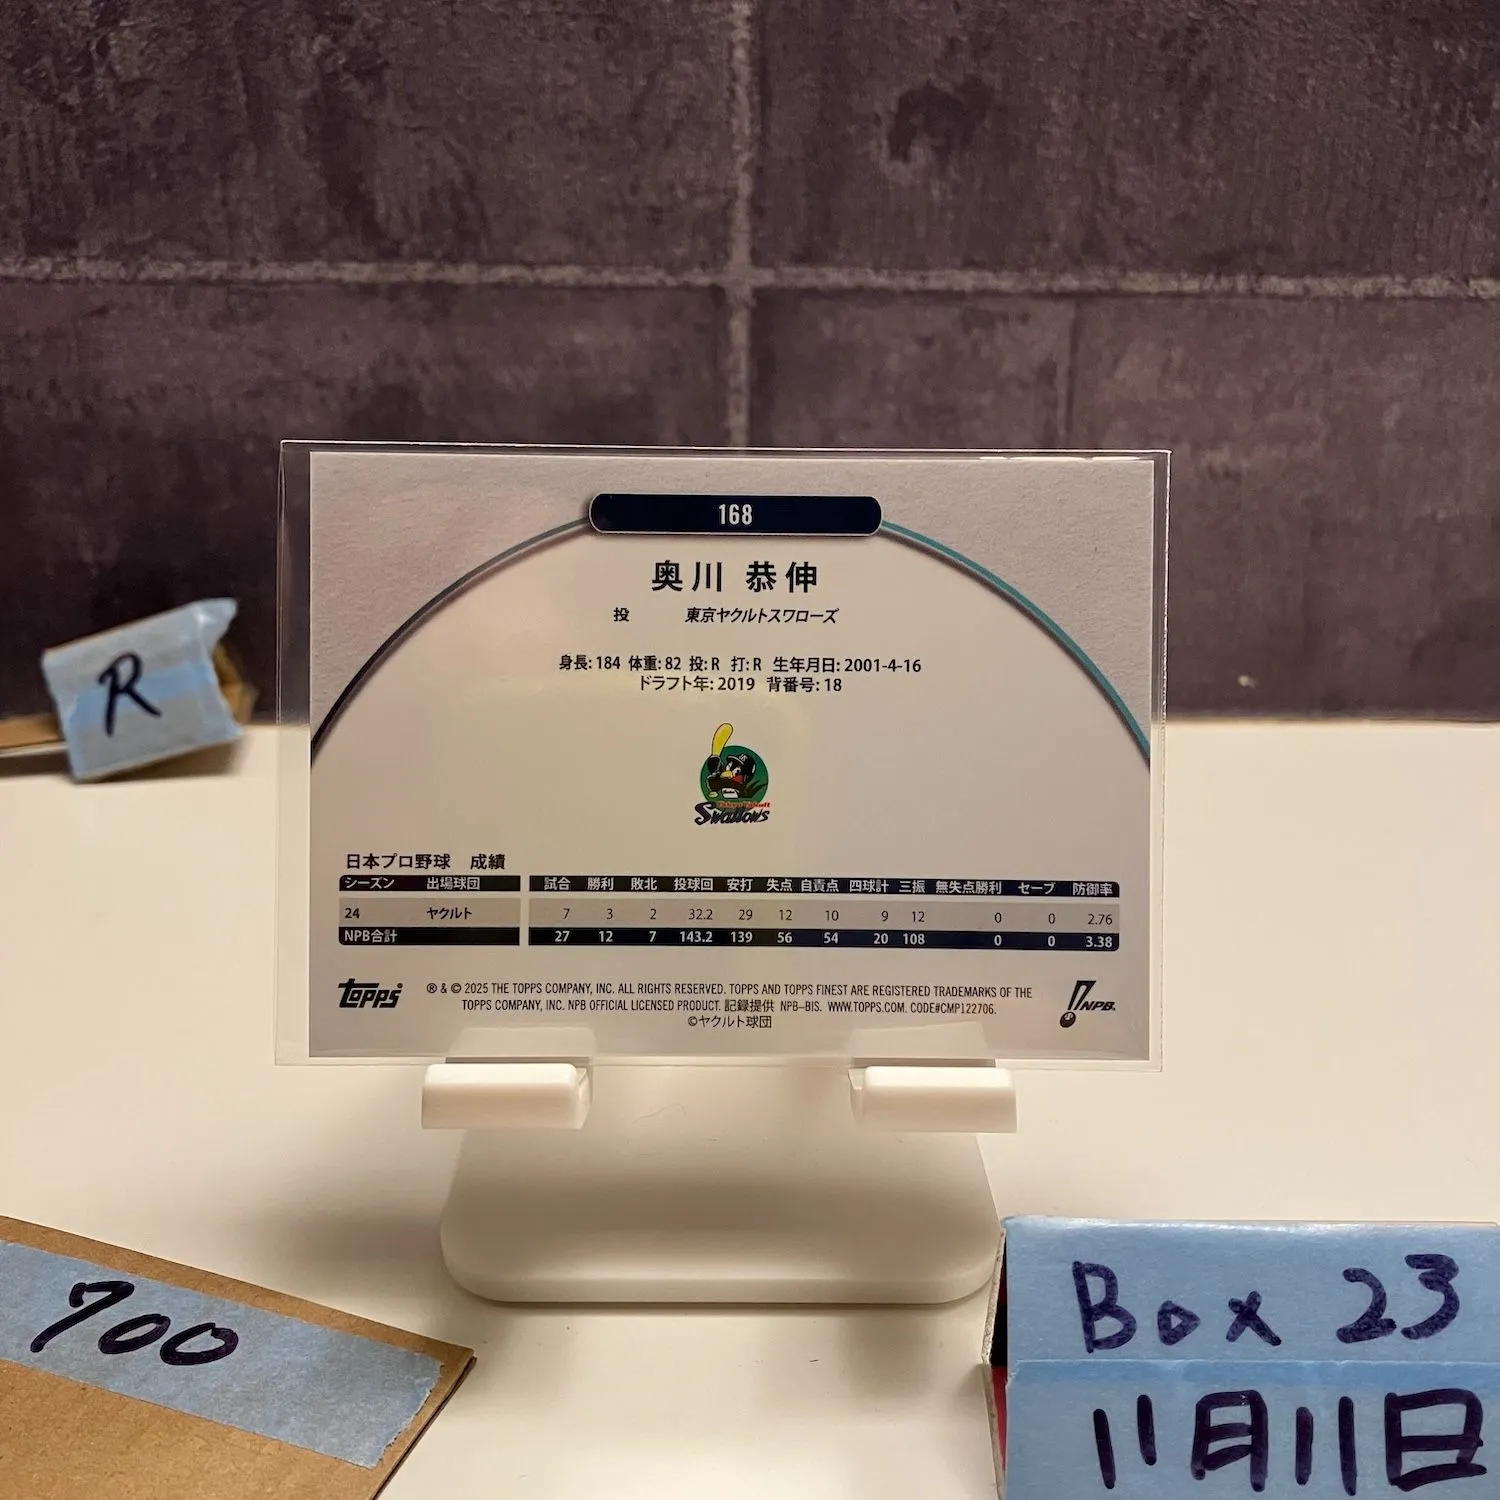 168
奥川 恭伸
投 東京ヤクルトスワローズ
身長: 184 体重: 82 投: R 打: R 生年月日: 2001-4-16
ドラフト年: 2019 背番号: 18
R
Tokyo Yakult
Swallows
日本プロ野球 成績
シーズン 出場球団 試合 勝利 敗北 投球回 安打 失点 自責点 四球計 三振 無失点勝利 セーブ 防御率
24 ヤクルト 7 3 2 32.2 29 12 10 9 12 0 0 2.76
NPB合計 27 12 7 143.2 139 56 54 20 108 0 0 3.38
topps
® & © 2025 THE TOPPS COMPANY, INC. ALL RIGHTS RESERVED. TOPPS AND TOPPS FINEST ARE REGISTERED TRADEMARKS OF THE
TOPPS COMPANY, INC. NPB OFFICIAL LICENSED PRODUCT. 記録提供 NPB-BIS. WWW.TOPPS.COM. CODE#CMP122706.
©ヤクルト球団
NPB
700
Box 23
11月11日